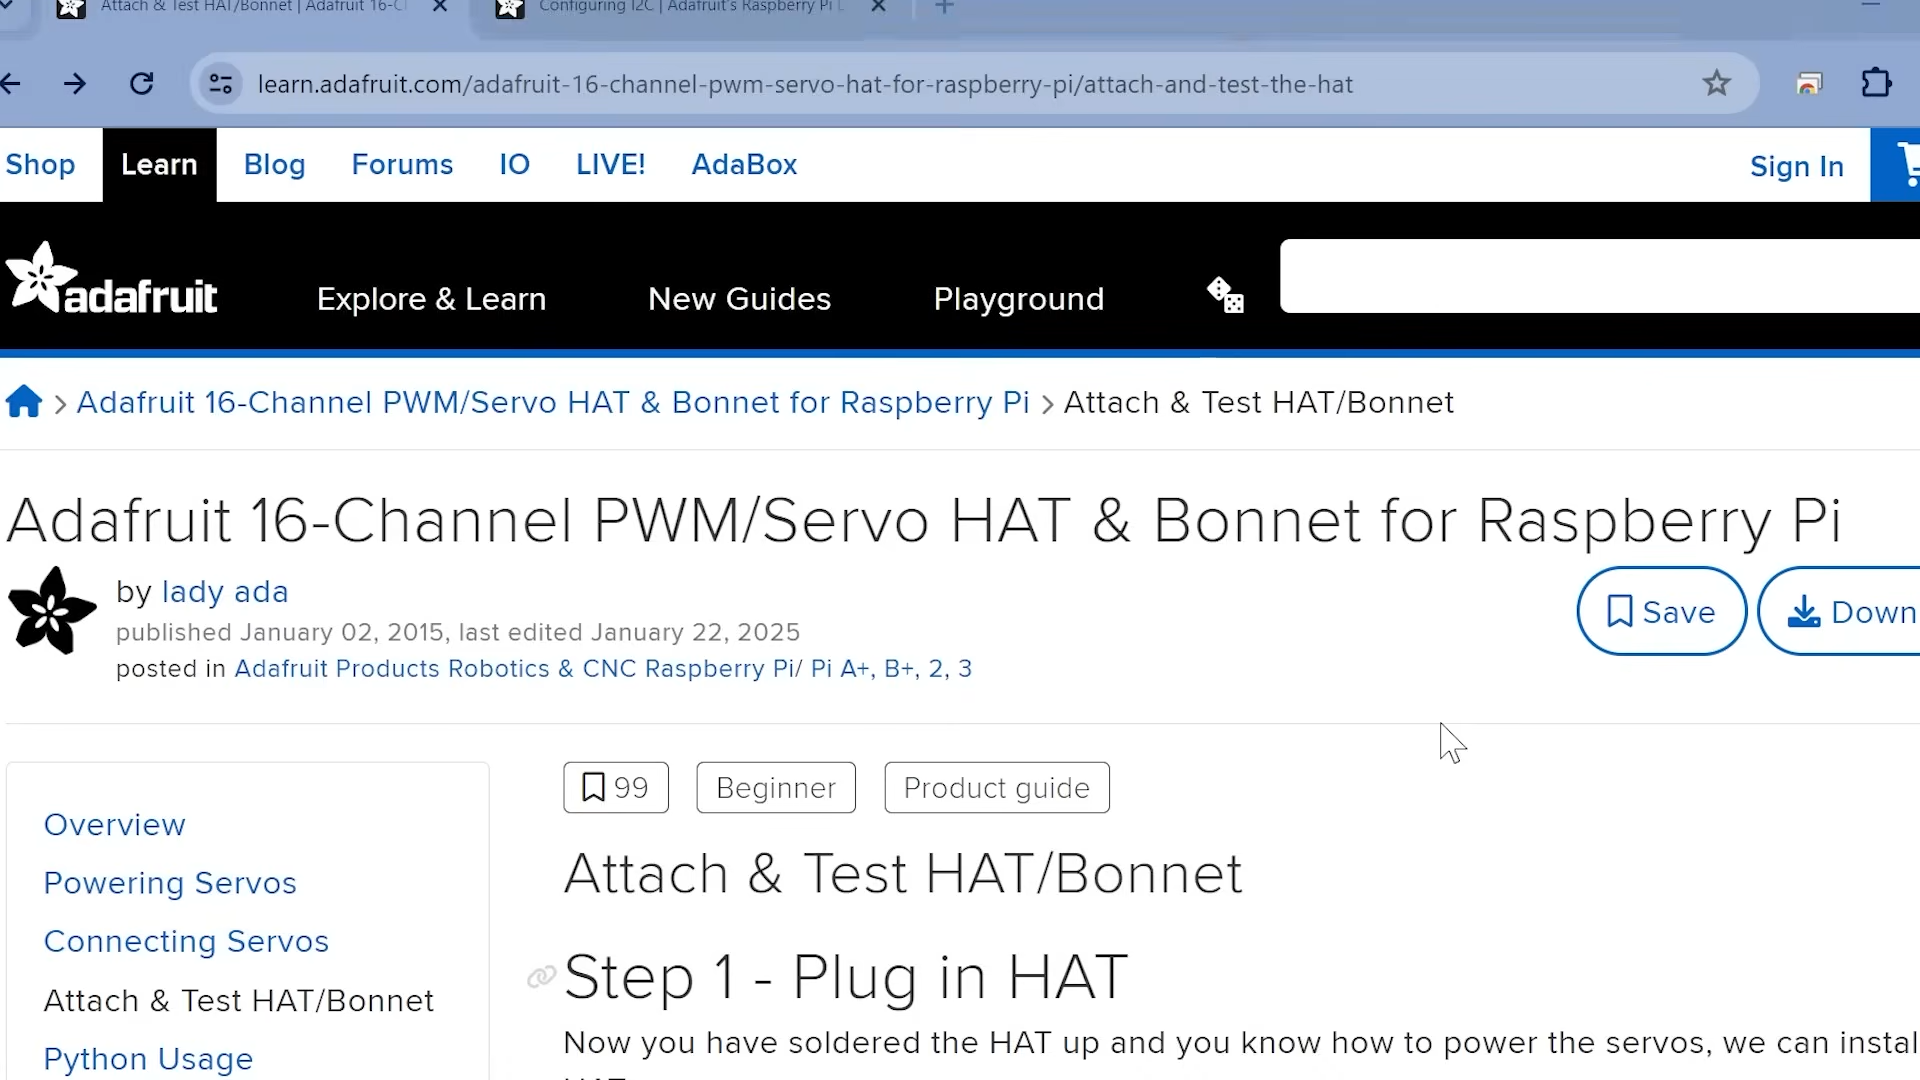 Attach & Test HAT/Bonnet | Adafruit 16-C
Configuring I2C | Adafruit's Raspberry Pi L
learn.adafruit.com/adafruit-16-channel-pwm-servo-hat-for-raspberry-pi/attach-and-test-the-hat
Shop Learn Blog Forums IO LIVE! AdaBox Sign In
adafruit Explore & Learn New Guides Playground
Adafruit 16-Channel PWM/Servo HAT & Bonnet for Raspberry Pi > Attach & Test HAT/Bonnet
Adafruit 16-Channel PWM/Servo HAT & Bonnet for Raspberry Pi
by lady ada
published January 02, 2015, last edited January 22, 2025
posted in Adafruit Products Robotics & CNC Raspberry Pi/ Pi A+, B+, 2, 3
Save Down
Overview
Powering Servos
Connecting Servos
Attach & Test HAT/Bonnet
Python Usage
99 Beginner Product guide
Attach & Test HAT/Bonnet
Step 1 - Plug in HAT
Now you have soldered the HAT up and you know how to power the servos, we can instal